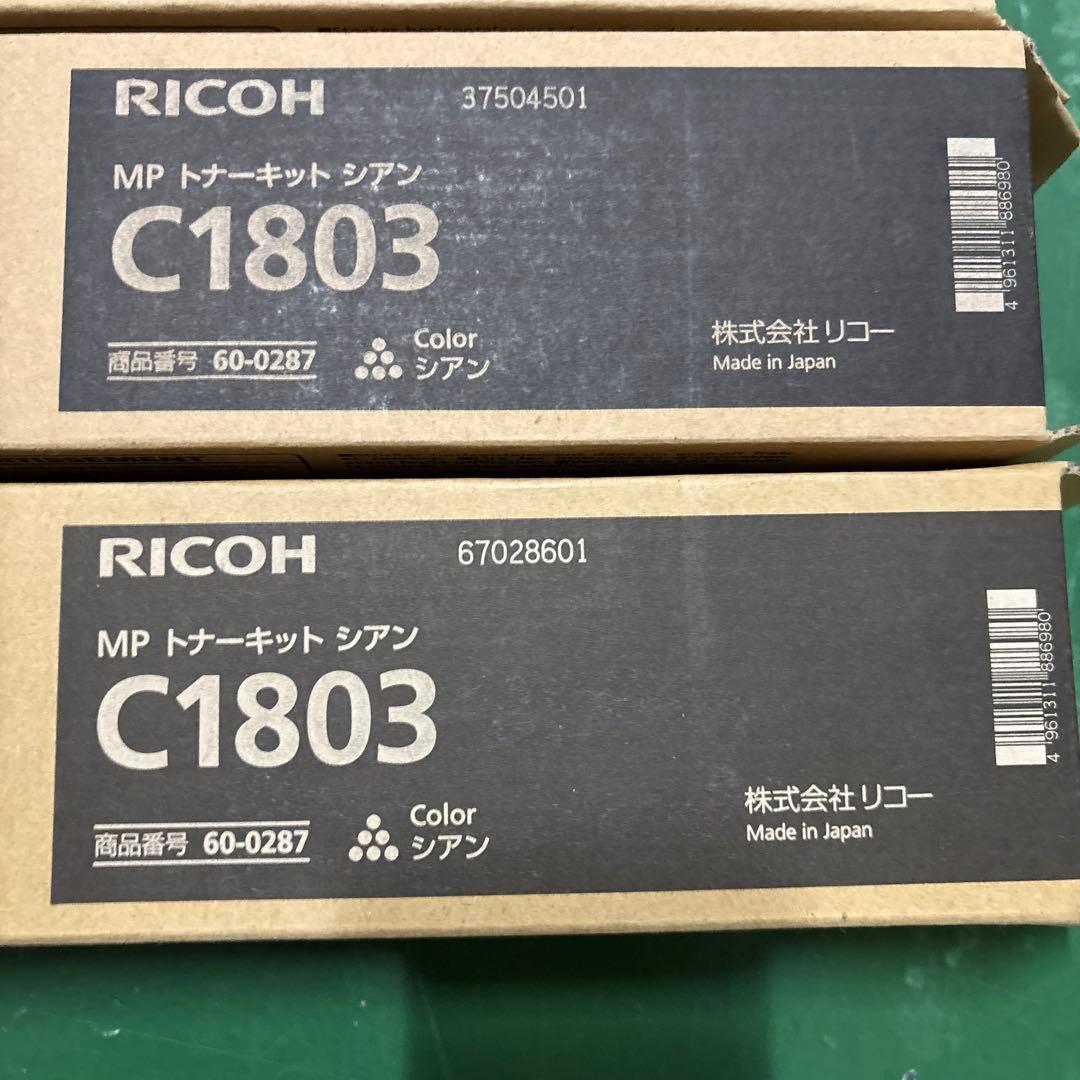 RICOH 37504501
MP トナーキット シアン
C1803
商品番号 60-0287
Color
シアン
株式会社リコー
Made in Japan
4 961311 886980
RICOH 67028601
MP トナーキット シアン
C1803
商品番号 60-0287
Color
シアン
株式会社リコー
Made in Japan
4 961311 886980